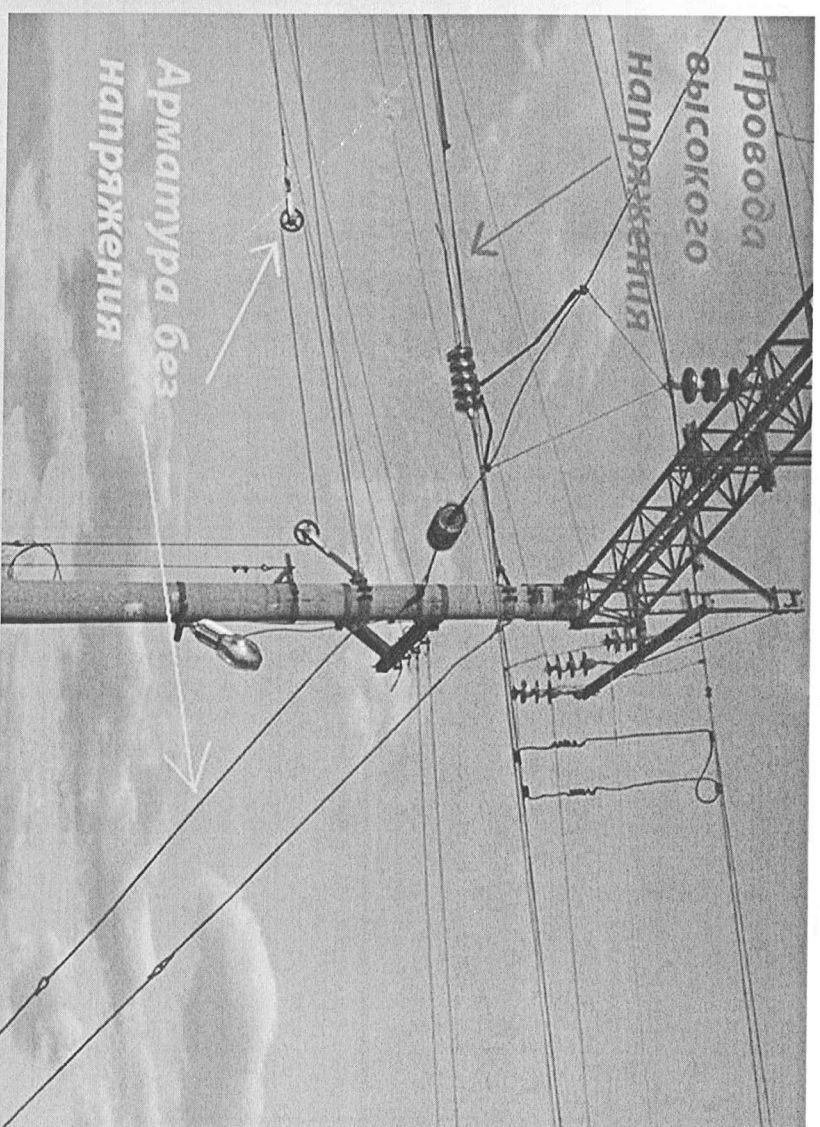 Провода
высокого
напряжения
Арматура без
напряжения